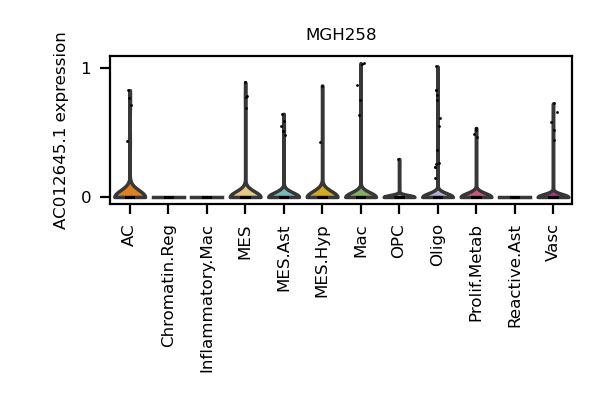 MGH258
AC012645.1 expression
1
0
AC
Chromatin.Reg
Inflammatory.Mac
MES
MES.Ast
MES.Hyp
Mac
OPC
Oligo
Prolif.Metab
Reactive.Ast
Vasc